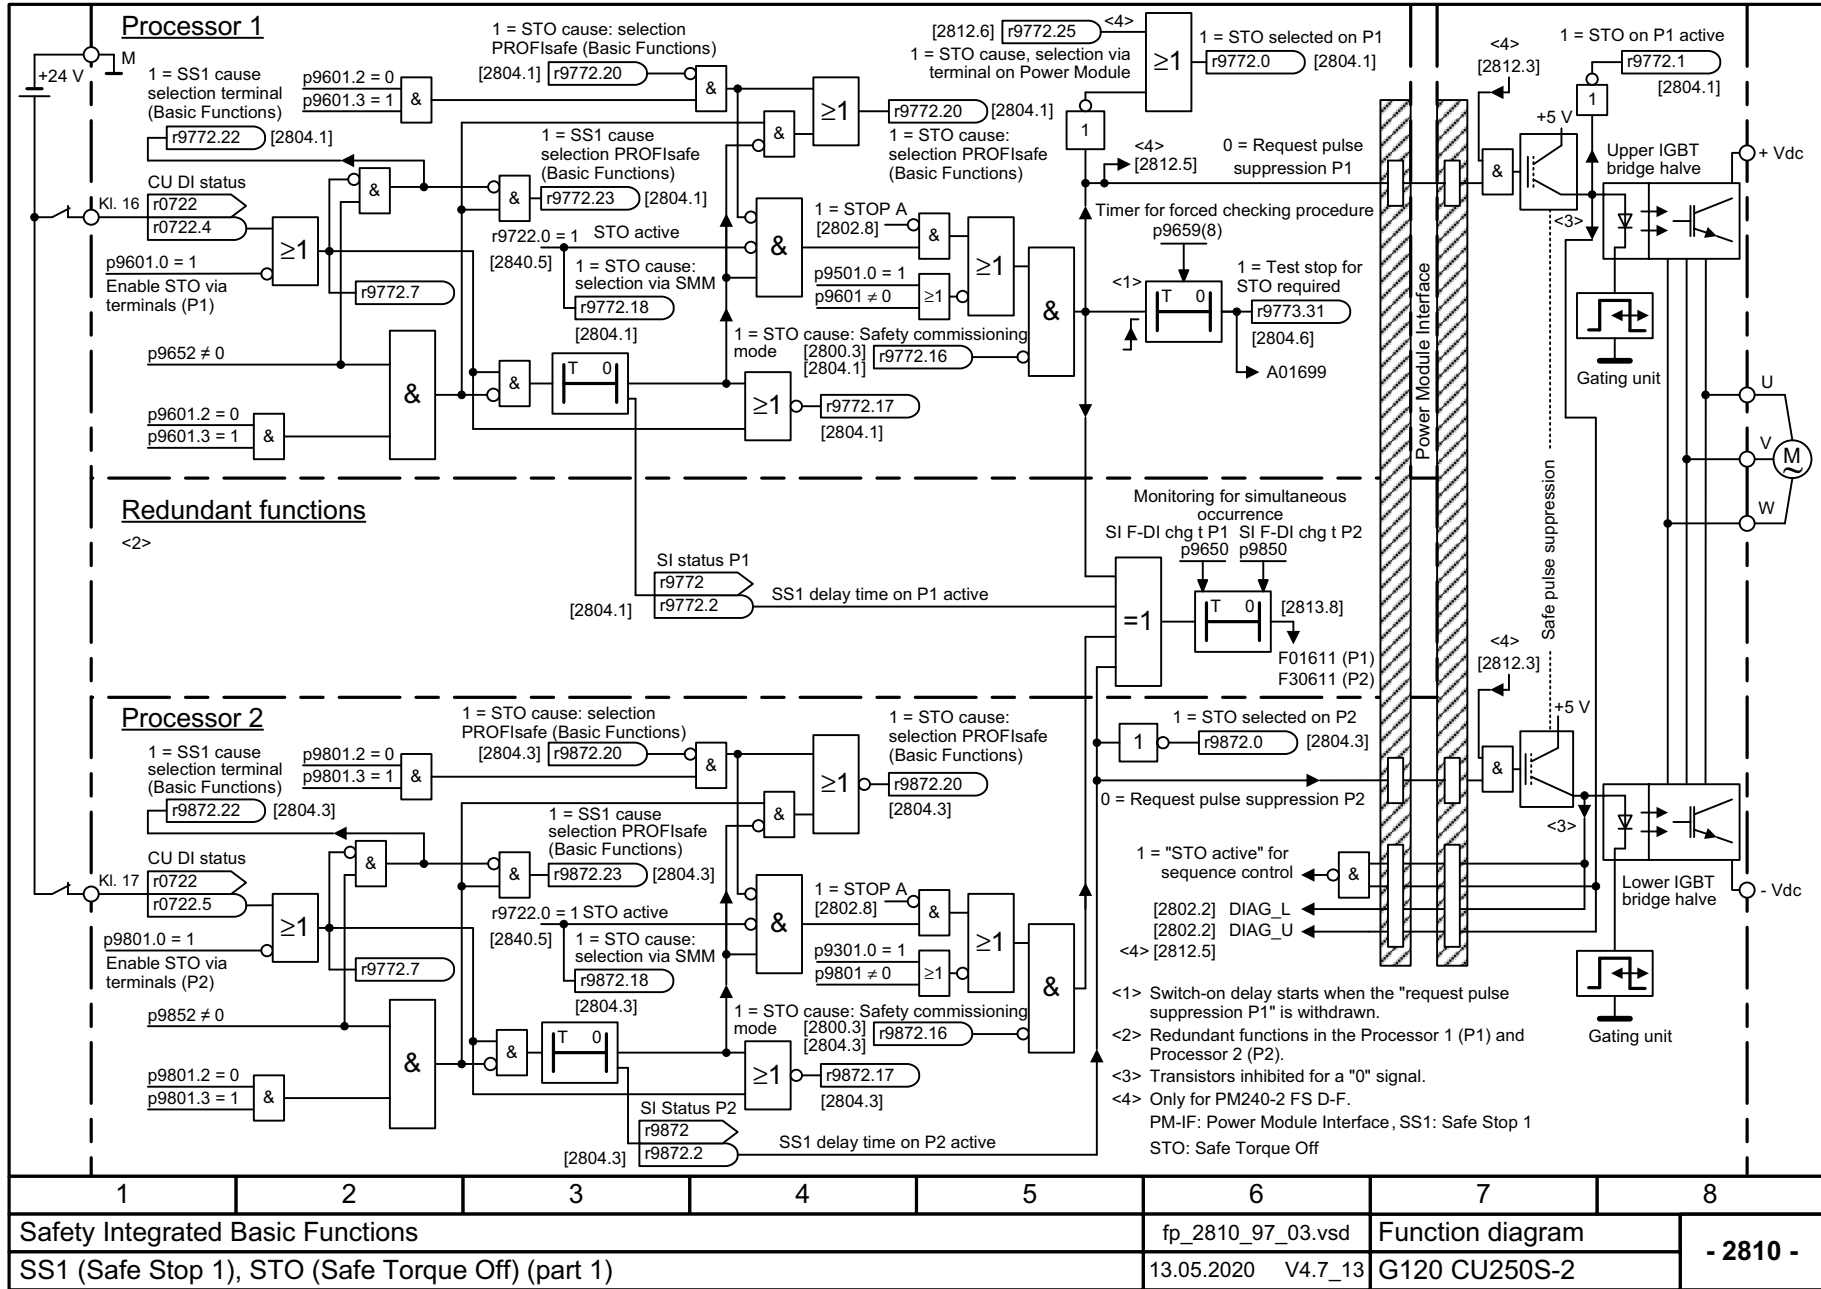 Processor 1
M
+24 V
1 = SS1 cause
selection terminal
(Basic Functions)
r9772.22
[2804.1]
CU DI status
r0722
r0722.4
Kl. 16
p9601.0 = 1
Enable STO via
terminals (P1)
p9652 ≠ 0
p9601.2 = 0
p9601.3 = 1
&
p9601.2 = 0
p9601.3 = 1
&
&
≥1
r9772.7
&
1 = STO cause: selection
PROFIsafe (Basic Functions)
[2804.1]
r9772.20
&
1 = SS1 cause
selection PROFIsafe
(Basic Functions)
&
r9772.23
[2804.1]
r9722.0 = 1
STO active
[2840.5]
1 = STO cause:
selection via SMM
r9772.18
[2804.1]
&
T 0
&
≥1
r9772.20
[2804.1]
1 = STO cause:
selection PROFIsafe
(Basic Functions)
&
1 = STOP A
[2802.8]
&
p9501.0 = 1
p9601 ≠ 0
≥1
≥1
1 = STO cause: Safety commissioning
mode
[2800.3]
[2804.1]
r9772.16
&
≥1
r9772.17
[2804.1]
[2812.6]
r9772.25
<4>
1 = STO cause, selection via
terminal on Power Module
≥1
1 = STO selected on P1
r9772.0
[2804.1]
1
<4>
[2812.5]
0 = Request pulse
suppression P1
Timer for forced checking procedure
p9659(8)
<1>
T 0
1 = Test stop for
STO required
r9773.31
[2804.6]
A01699
Power Module Interface
<4>
[2812.3]
1 = STO on P1 active
r9772.1
[2804.1]
1
+5 V
&
<3>
Upper IGBT
bridge halve
+ Vdc
Gating unit
U
V
W
M
~
Safe pulse suppression
Redundant functions
<2>
SI status P1
r9772
r9772.2
[2804.1]
SS1 delay time on P1 active
Monitoring for simultaneous
occurrence
SI F-DI chg t P1 SI F-DI chg t P2
p9650 p9850
=1
T 0
[2813.8]
F01611 (P1)
F30611 (P2)
Processor 2
1 = SS1 cause
selection terminal
(Basic Functions)
r9872.22
[2804.3]
CU DI status
r0722
r0722.5
Kl. 17
p9801.0 = 1
Enable STO via
terminals (P2)
p9852 ≠ 0
p9801.2 = 0
p9801.3 = 1
&
p9801.2 = 0
p9801.3 = 1
&
&
≥1
r9772.7
&
1 = STO cause: selection
PROFIsafe (Basic Functions)
[2804.3]
r9872.20
&
1 = SS1 cause
selection PROFIsafe
(Basic Functions)
&
r9872.23
[2804.3]
r9722.0 = 1 STO active
[2840.5]
1 = STO cause:
selection via SMM
r9872.18
[2804.3]
&
T 0
&
≥1
1 = STO cause:
selection PROFIsafe
(Basic Functions)
r9872.20
[2804.3]
&
1 = STOP A
[2802.8]
&
p9301.0 = 1
p9801 ≠ 0
≥1
≥1
1 = STO cause: Safety commissioning
mode
[2800.3]
[2804.3]
r9872.16
&
≥1
r9872.17
[2804.3]
SI Status P2
r9872
r9872.2
[2804.3]
SS1 delay time on P2 active
1
1 = STO selected on P2
r9872.0
[2804.3]
0 = Request pulse suppression P2
<4>
[2812.3]
+5 V
&
<3>
1 = "STO active" for
sequence control
&
[2802.2] DIAG_L
[2802.2] DIAG_U
<4> [2812.5]
Lower IGBT
bridge halve
- Vdc
Gating unit
<1> Switch-on delay starts when the "request pulse
suppression P1" is withdrawn.
<2> Redundant functions in the Processor 1 (P1) and
Processor 2 (P2).
<3> Transistors inhibited for a "0" signal.
<4> Only for PM240-2 FS D-F.
PM-IF: Power Module Interface, SS1: Safe Stop 1
STO: Safe Torque Off
1 2 3 4 5 6 7 8
Safety Integrated Basic Functions
fp_2810_97_03.vsd
Function diagram
- 2810 -
SS1 (Safe Stop 1), STO (Safe Torque Off) (part 1)
13.05.2020 V4.7_13
G120 CU250S-2